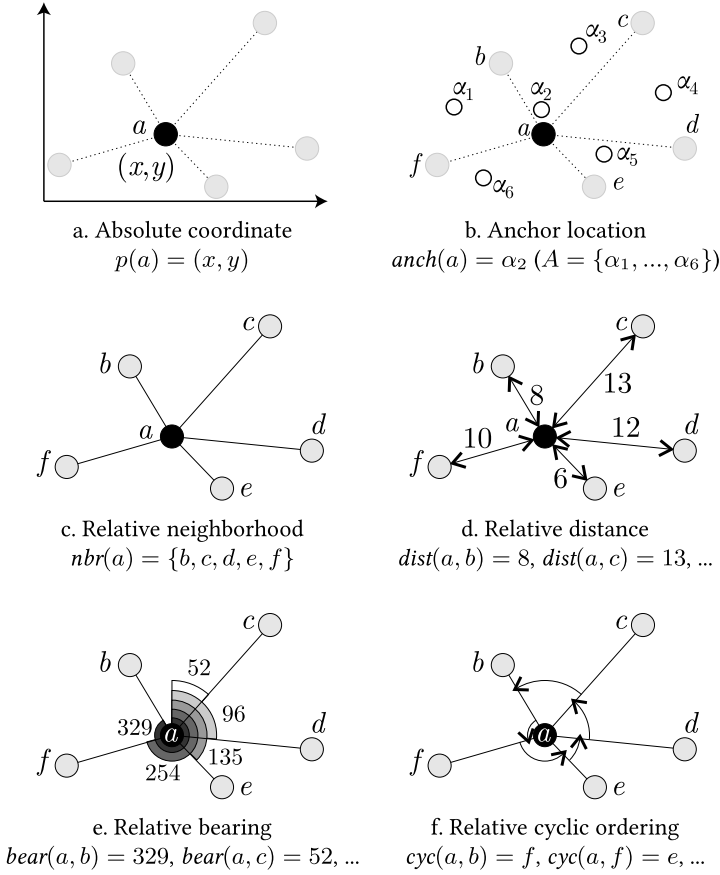 b
c
a
(x,y)
d
e
f
a. Absolute coordinate
p(a) = (x, y)
α₁
α₂
α₃
α₄
α₅
α₆
a
b
c
d
e
f
b. Anchor location
anch(a) = α₂ (A = {α₁, ..., α₆})
c
b
a
d
f
e
c. Relative neighborhood
nbr(a) = {b, c, d, e, f}
c
b
8
13
a
d
10
12
f
6
e
d. Relative distance
dist(a, b) = 8, dist(a, c) = 13, ...
c
b
52
329
96
a
d
f
254
135
e
e. Relative bearing
bear(a, b) = 329, bear(a, c) = 52, ...
c
b
a
d
f
e
f. Relative cyclic ordering
cyc(a, b) = f, cyc(a, f) = e, ...